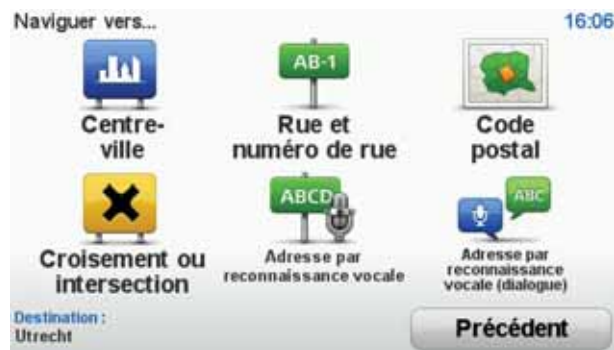 Naviguer vers...
16:06
AB-1
Centre-
ville
Rue et
numéro de rue
Code
postal
ABCD
ABC
Croisement ou
intersection
Adresse par
reconnaissance vocale
Adresse par
reconnaissance
vocale (dialogue)
Destination :
Utrecht
Précédent